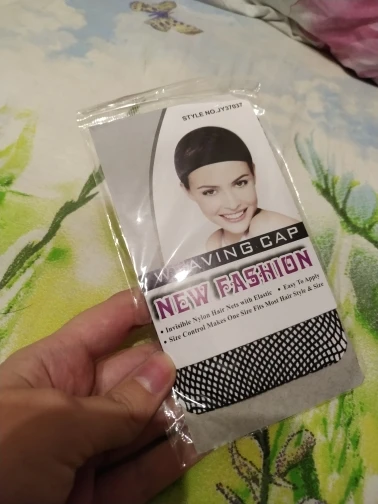 STYLE NO.JY37037
WEAVING CAP
NEW FASHION
• Invisible Nylon Hair Nets with Elastic • Easy To Apply
• Size Control Makes One Size Fits Most Hair Style & Size